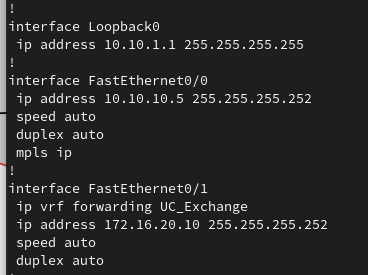 !
interface Loopback0
 ip address 10.10.1.1 255.255.255.255
!
interface FastEthernet0/0
 ip address 10.10.10.5 255.255.255.252
 speed auto
 duplex auto
 mpls ip
!
interface FastEthernet0/1
 ip vrf forwarding UC_Exchange
 ip address 172.16.20.10 255.255.255.252
 speed auto
 duplex auto